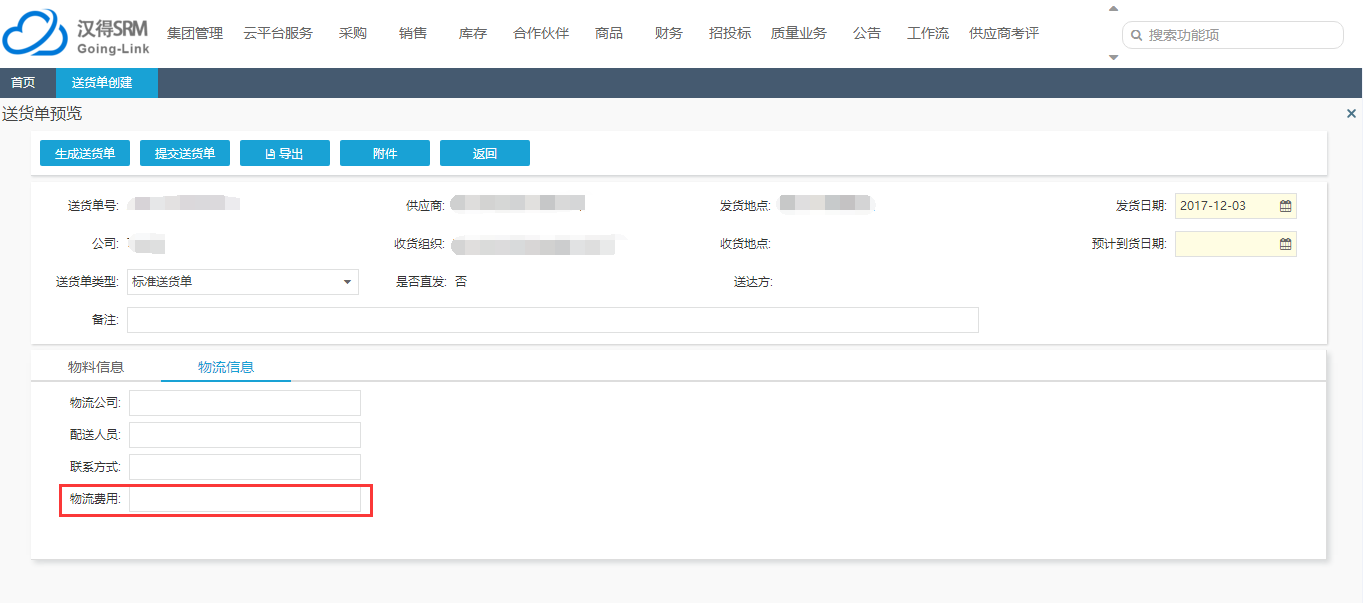 汉得SRM
Going-Link
集团管理 云平台服务 采购 销售 库存 合作伙伴 商品 财务 招投标 质量业务 公告 工作流 供应商考评
搜索功能项
首页 送货单创建
送货单预览
生成送货单 提交送货单 导出 附件 返回
送货单号: 供应商: 发货地点: 发货日期: 2017-12-03
公司: 收货组织: 收货地点: 预计到货日期:
送货单类型: 标准送货单 是否直发: 否 送达方:
备注:
物料信息 物流信息
物流公司:
配送人员:
联系方式:
物流费用: